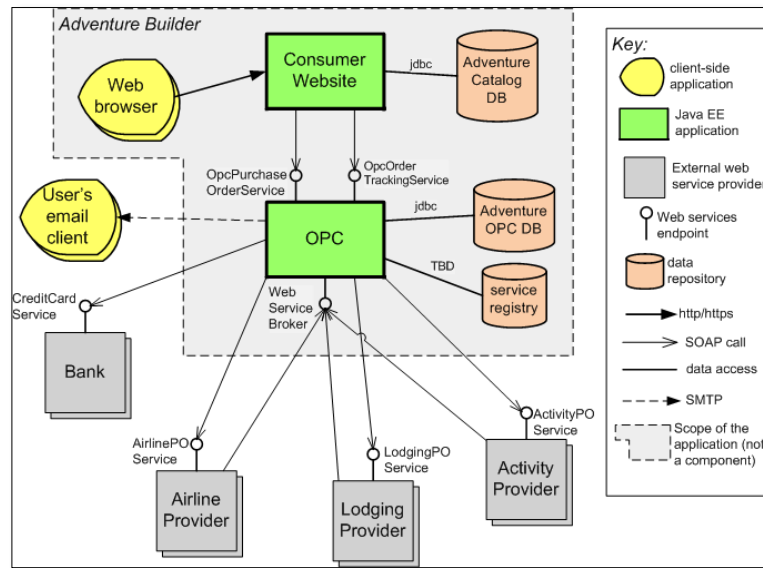 Adventure Builder
Web
browser
Consumer
Website
jdbc
Adventure
Catalog
DB
OpcPurchase
OrderService
OpcOrder
TrackingService
User's
email
client
OPC
jdbc
Adventure
OPC DB
TBD
service
registry
Web
Service
Broker
CreditCard
Service
Bank
AirlinePO
Service
Airline
Provider
LodgingPO
Service
Lodging
Provider
ActivityPO
Service
Activity
Provider
Key:
client-side
application
Java EE
application
External web
service provider
Web services
endpoint
data
repository
http/https
SOAP call
data access
SMTP
Scope of the
application (not
a component)